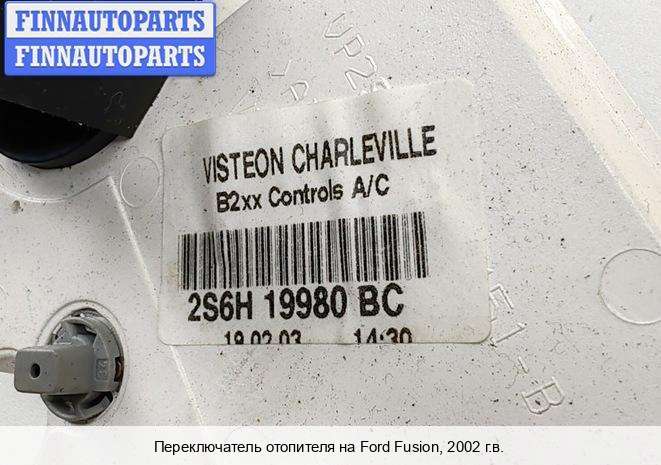 FINNAUTOPARTS
FINNAUTOPARTS
VISTEON CHARLEVILLE
B2xx Controls A/C
2S6H 19980 BC
19.02.03 14:30
Переключатель отопителя на Ford Fusion, 2002 г.в.